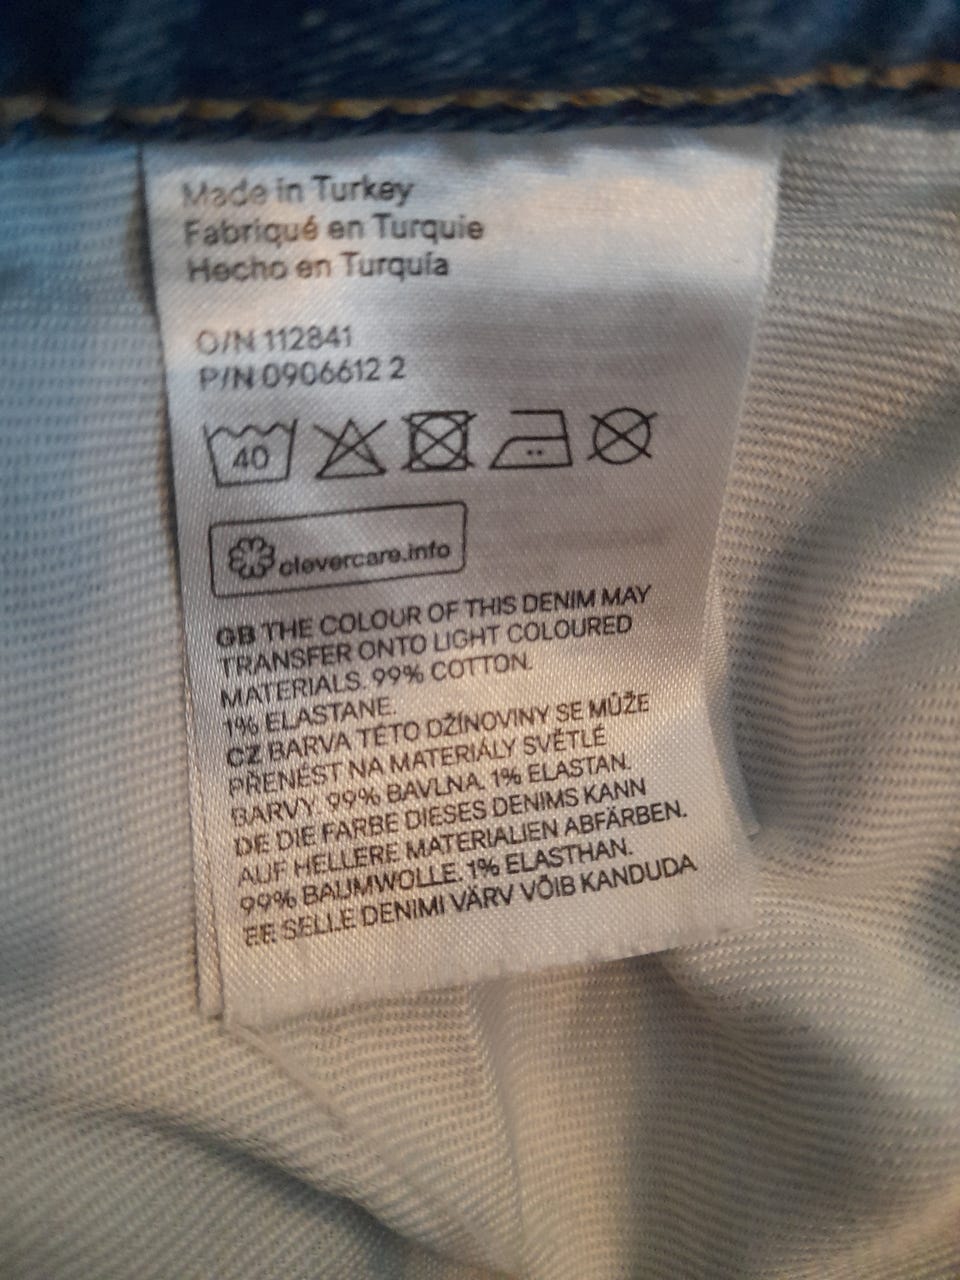 Made in Turkey
Fabriqué en Turquie
Hecho en Turquía
O/N 112841
P/N 0906612 2
40
clevercare.info
GB THE COLOUR OF THIS DENIM MAY
TRANSFER ONTO LIGHT COLOURED
MATERIALS. 99% COTTON.
1% ELASTANE.
CZ BARVA TÉTO DŽÍNOVINY SE MŮŽE
PŘENÉST NA MATERIÁLY SVĚTLÉ
BARVY. 99% BAVLNA. 1% ELASTAN.
DE DIE FARBE DIESES DENIMS KANN
AUF HELLERE MATERIALIEN ABFÄRBEN.
99% BAUMWOLLE. 1% ELASTHAN.
EE SELLE DENIMI VÄRV VÕIB KANDUDA